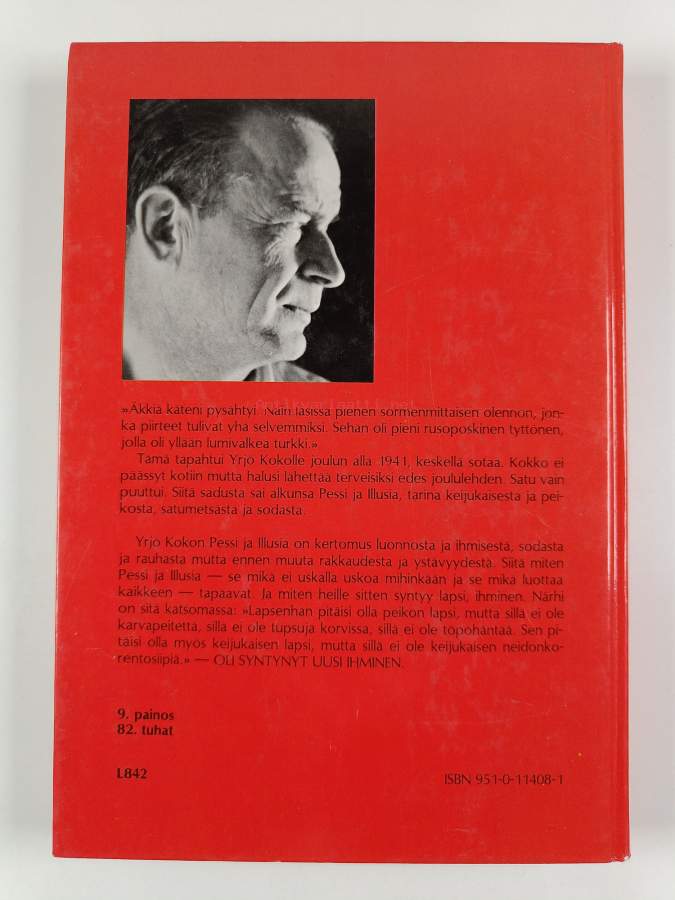 Antikvariaatti.net
»Äkkiä käteni pysähtyi. Näin lasissa pienen sormenmittaisen olennon, jon-
ka piirteet tulivat yhä selvemmiksi. Sehän oli pieni rusoposkinen tyttönen,
jolla oli yllään lumivalkea turkki.»
Tämä tapahtui Yrjö Kokolle joulun alla 1941, keskellä sotaa. Kokko ei
päässyt kotiin mutta halusi lähettää terveisiksi edes joululehden. Satu vain
puuttui. Siitä sadusta sai alkunsa Pessi ja Illusia, tarina keijukaisesta ja pei-
kosta, satumetsästä ja sodasta.
Yrjö Kokon Pessi ja Illusia on kertomus luonnosta ja ihmisestä, sodasta
ja rauhasta mutta ennen muuta rakkaudesta ja ystävyydestä. Siitä miten
Pessi ja Illusia — se mikä ei uskalla uskoa mihinkään ja se mikä luottaa
kaikkeen — tapaavat. Ja miten heille sitten syntyy lapsi, ihminen. Närhi
on sitä katsomassa: »Lapsenhan pitäisi olla peikon lapsi, mutta sillä ei ole
karvapeitettä, sillä ei ole tupsuja korvissa, sillä ei ole töpöhäntää. Sen pi-
täisi olla myös keijukaisen lapsi, mutta sillä ei ole keijukaisen neidonko-
rentosiipiä.» — OLI SYNTYNYT UUSI IHMINEN.
9. painos
82. tuhat
L842
ISBN 951-0-11408-1